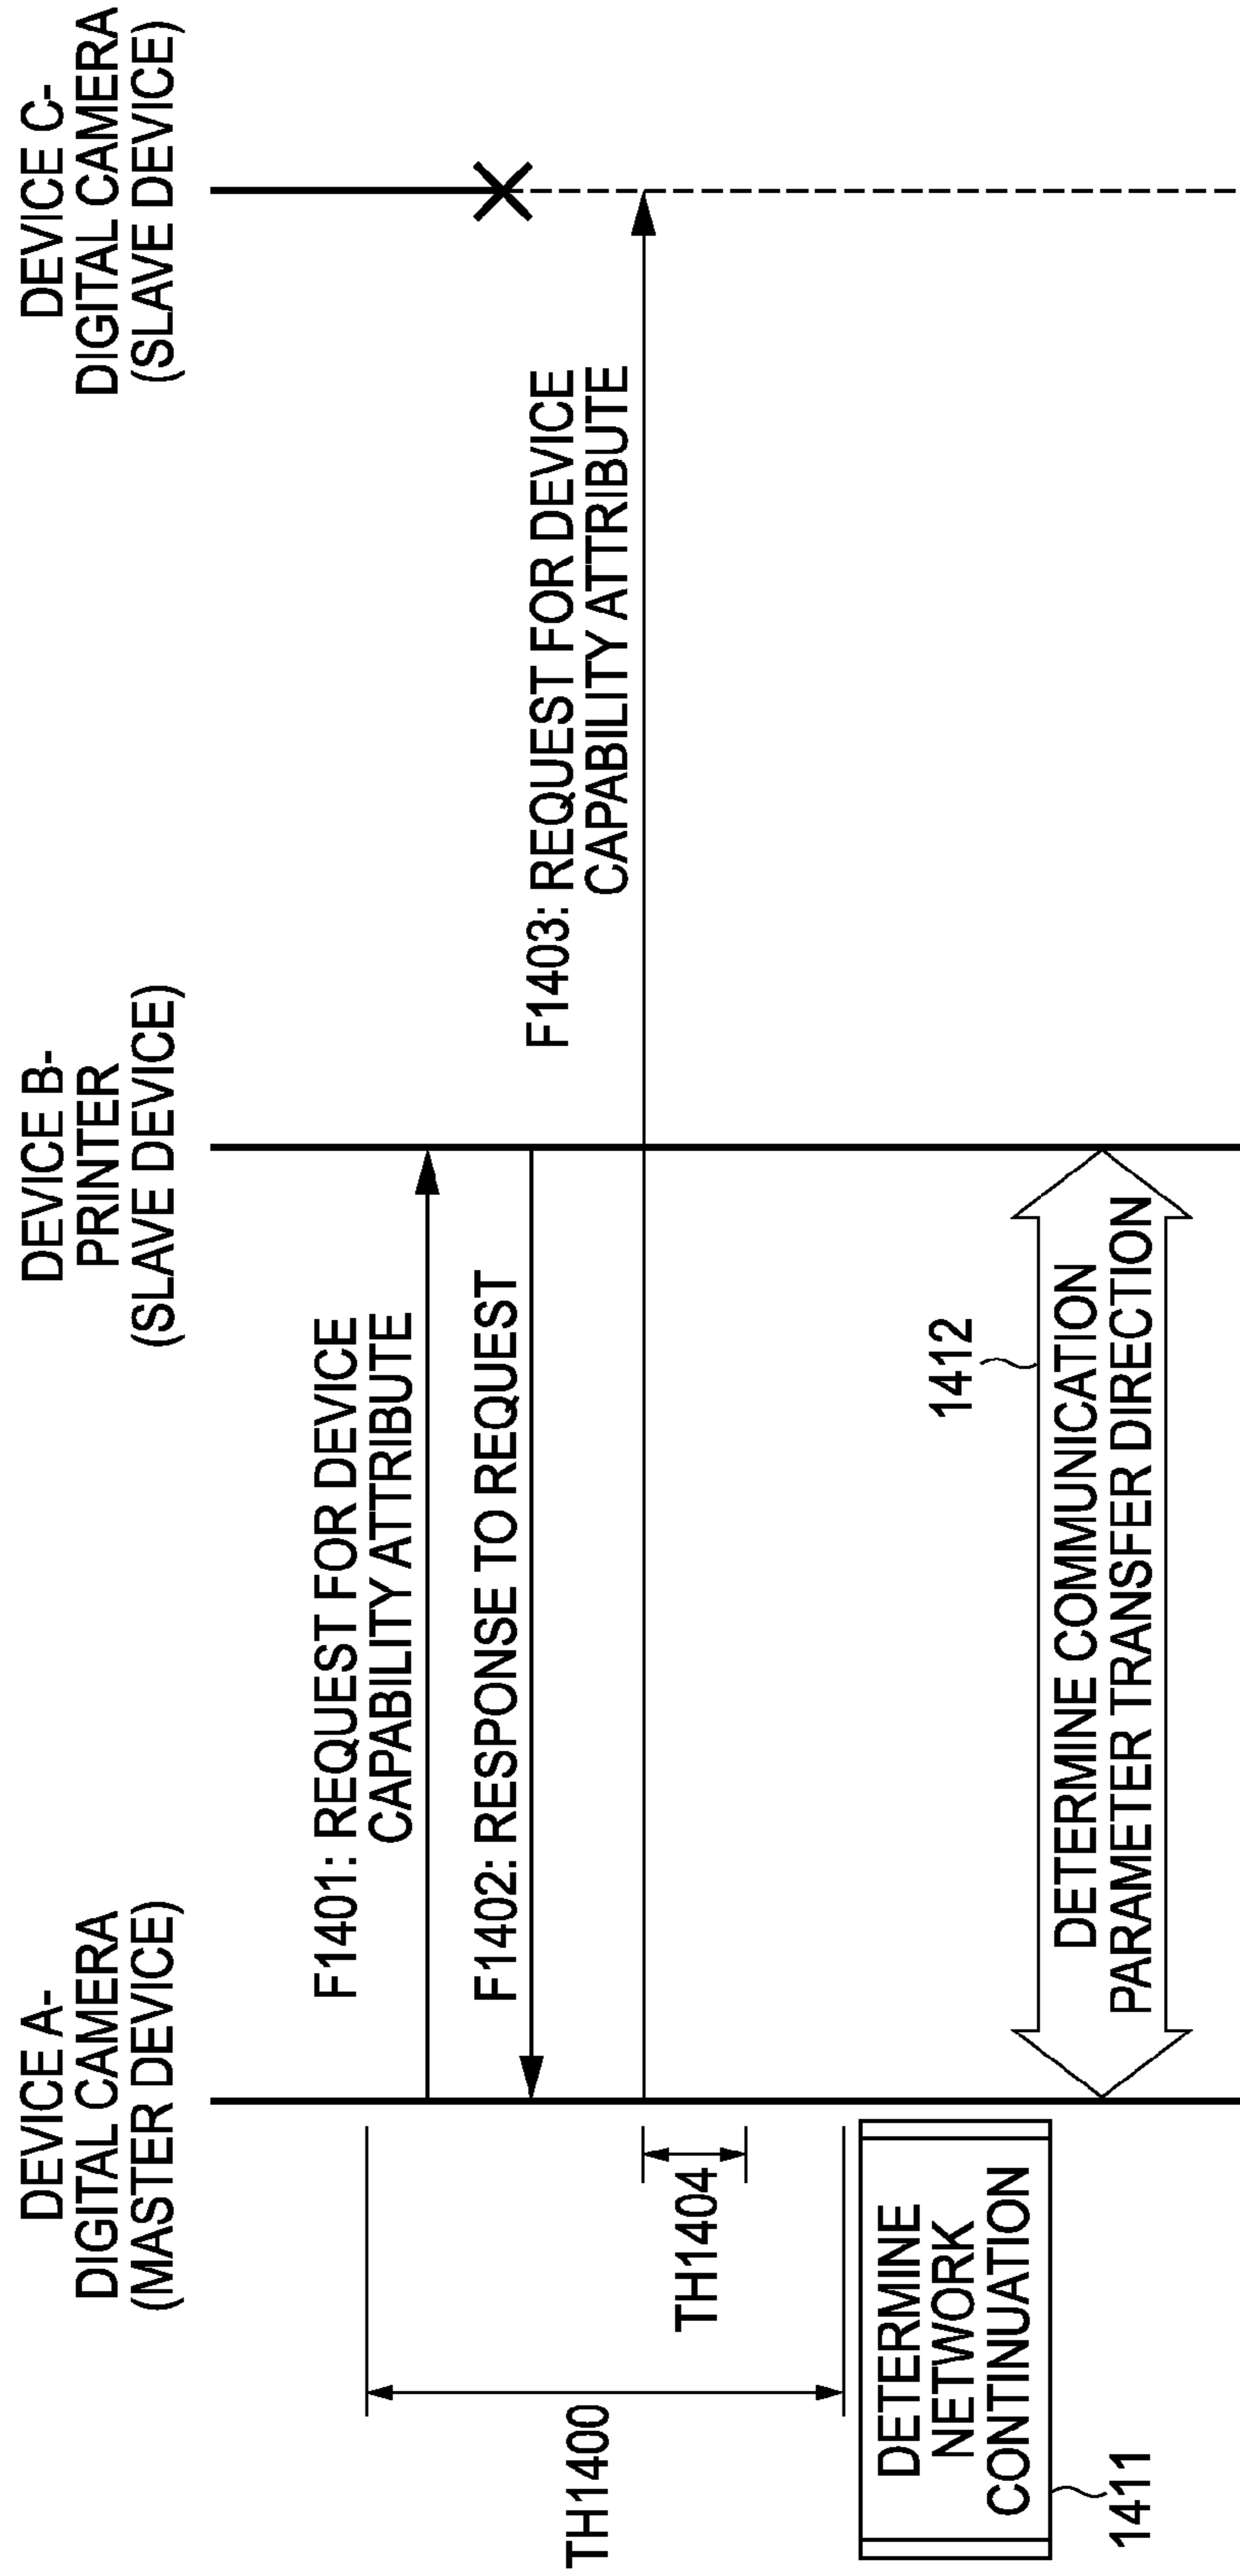 DEVICE A-
DIGITAL CAMERA
(MASTER DEVICE)
DEVICE B-
PRINTER
(SLAVE DEVICE)
DEVICE C-
DIGITAL CAMERA
(SLAVE DEVICE)
F1401: REQUEST FOR DEVICE
CAPABILITY ATTRIBUTE
F1402: RESPONSE TO REQUEST
F1403: REQUEST FOR DEVICE
CAPABILITY ATTRIBUTE
TH1400
TH1404
DETERMINE
NETWORK
CONTINUATION
1411
1412
DETERMINE COMMUNICATION
PARAMETER TRANSFER DIRECTION